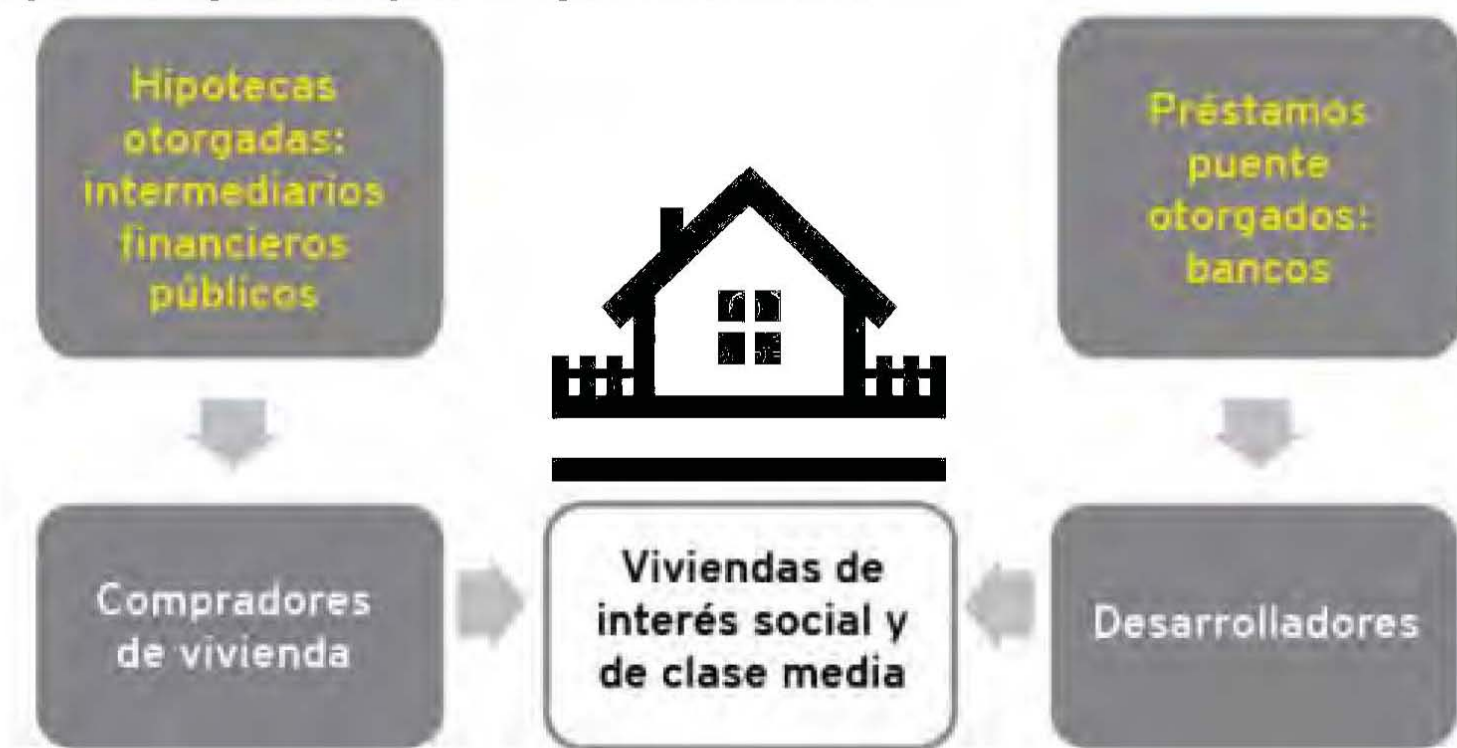 Hipotecas
otorgadas:
intermediarios
financieros
públicos
Préstamos
puente
otorgados:
bancos
Compradores
de vivienda
Viviendas de
interés social y
de clase media
Desarrolladores